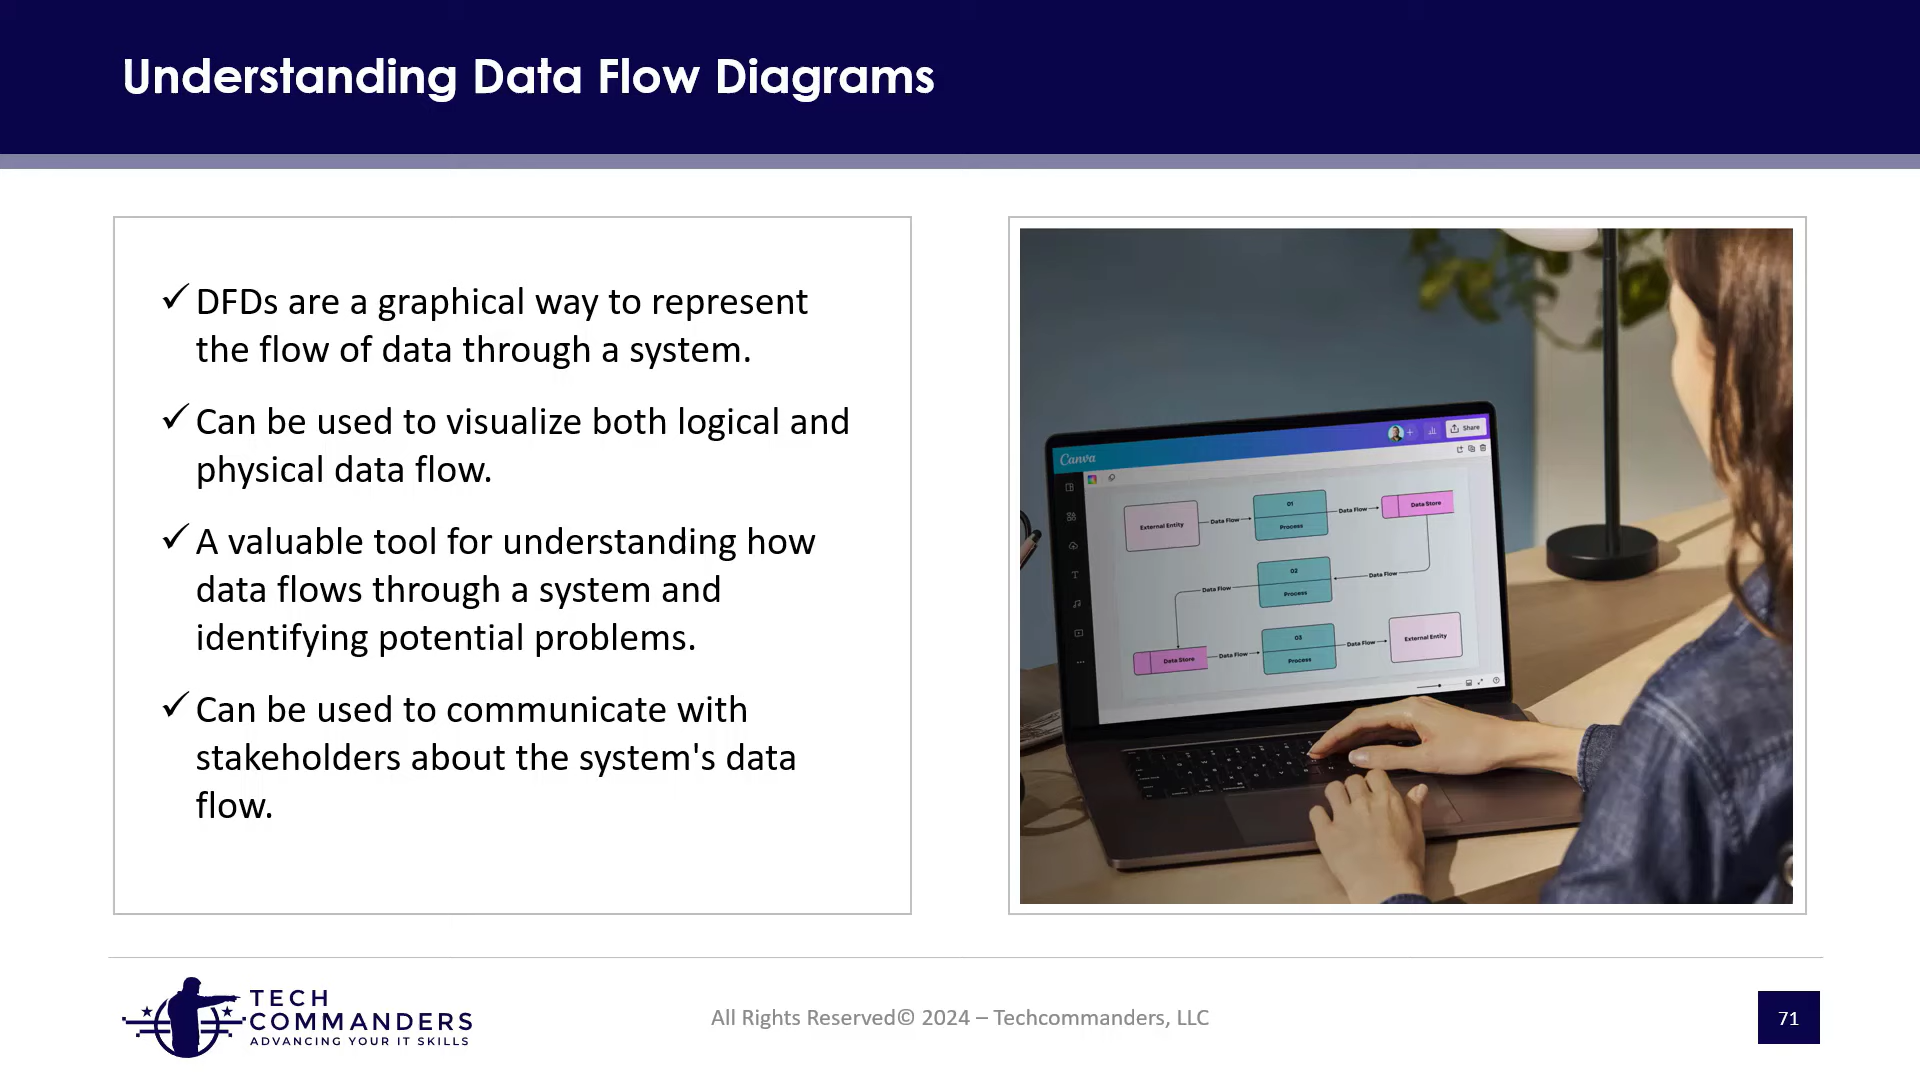 Understanding Data Flow Diagrams
✓ DFDs are a graphical way to represent
the flow of data through a system.
✓ Can be used to visualize both logical and
physical data flow.
✓ A valuable tool for understanding how
data flows through a system and
identifying potential problems.
✓ Can be used to communicate with
stakeholders about the system's data
flow.
Canva
Share
External Entity
Data Flow
01
Process
Data Flow
Data Store
Data Flow
02
Process
Data Flow
Data Store
Data Flow
03
Process
Data Flow
External Entity
TECH
COMMANDERS
ADVANCING YOUR IT SKILLS
All Rights Reserved© 2024 – Techcommanders, LLC
71